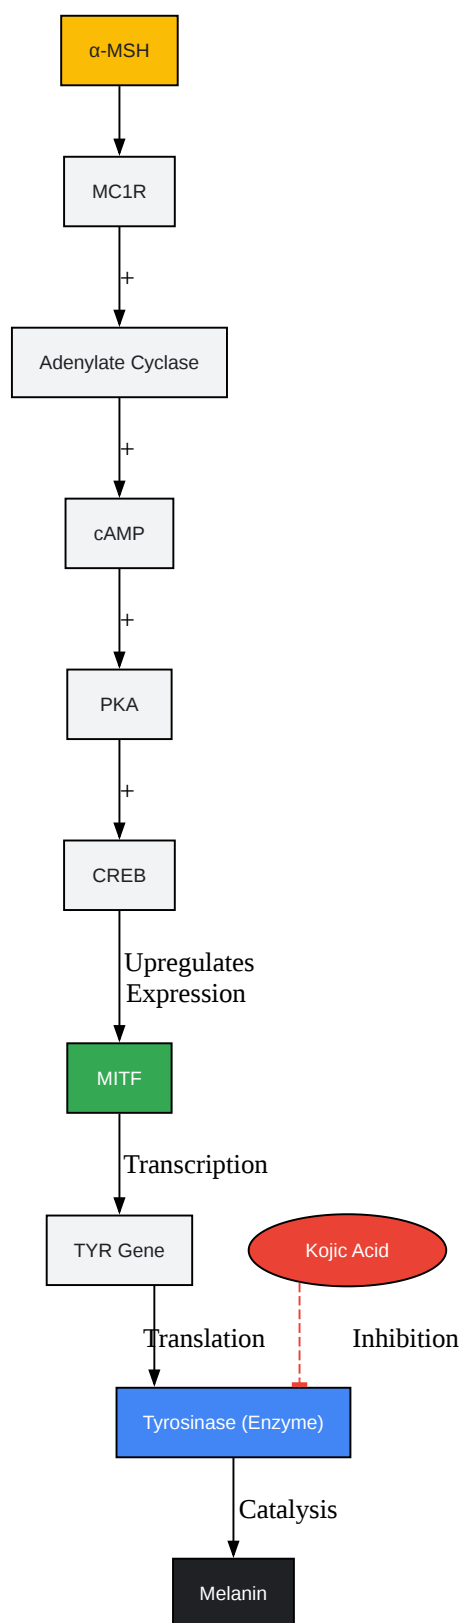 α-MSH
MC1R
+
Adenylate Cyclase
+
cAMP
+
PKA
+
CREB
Upregulates
Expression
MITF
Transcription
TYR Gene
Kojic Acid
Translation
Inhibition
Tyrosinase (Enzyme)
Catalysis
Melanin